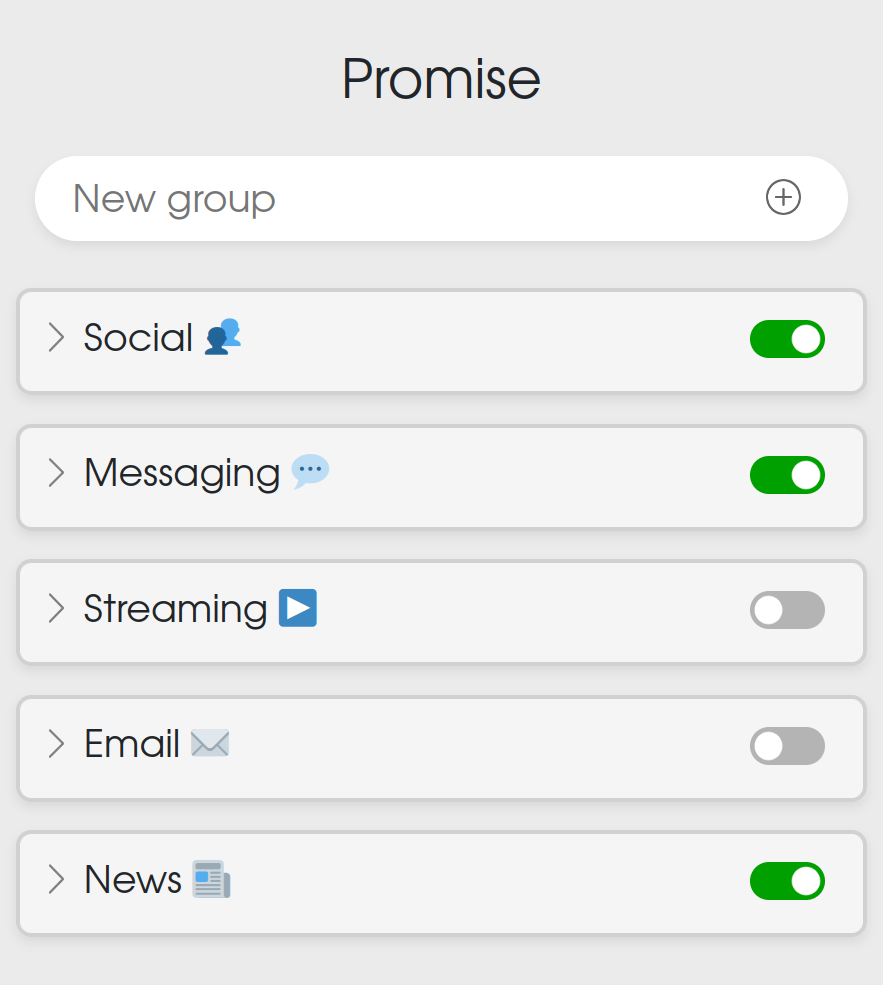 Promise
New group
Social
Messaging
Streaming
Email
News